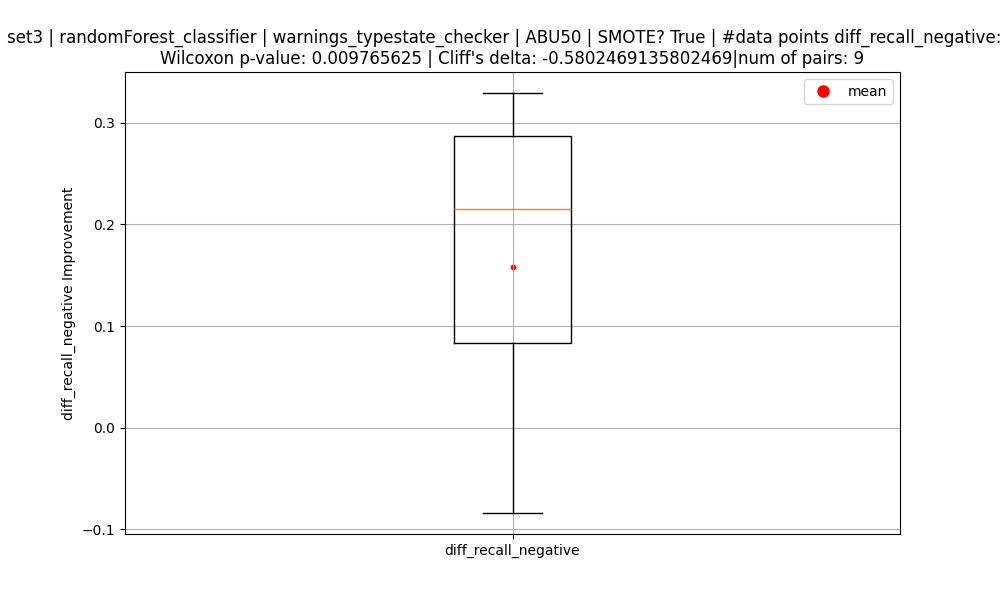 set3 | randomForest_classifier | warnings_typestate_checker | ABU50 | SMOTE? True | #data points diff_recall_negative:
Wilcoxon p-value: 0.009765625 | Cliff's delta: -0.5802469135802469|num of pairs: 9
mean
0.3
0.2
0.1
0.0
−0.1
diff_recall_negative Improvement
diff_recall_negative